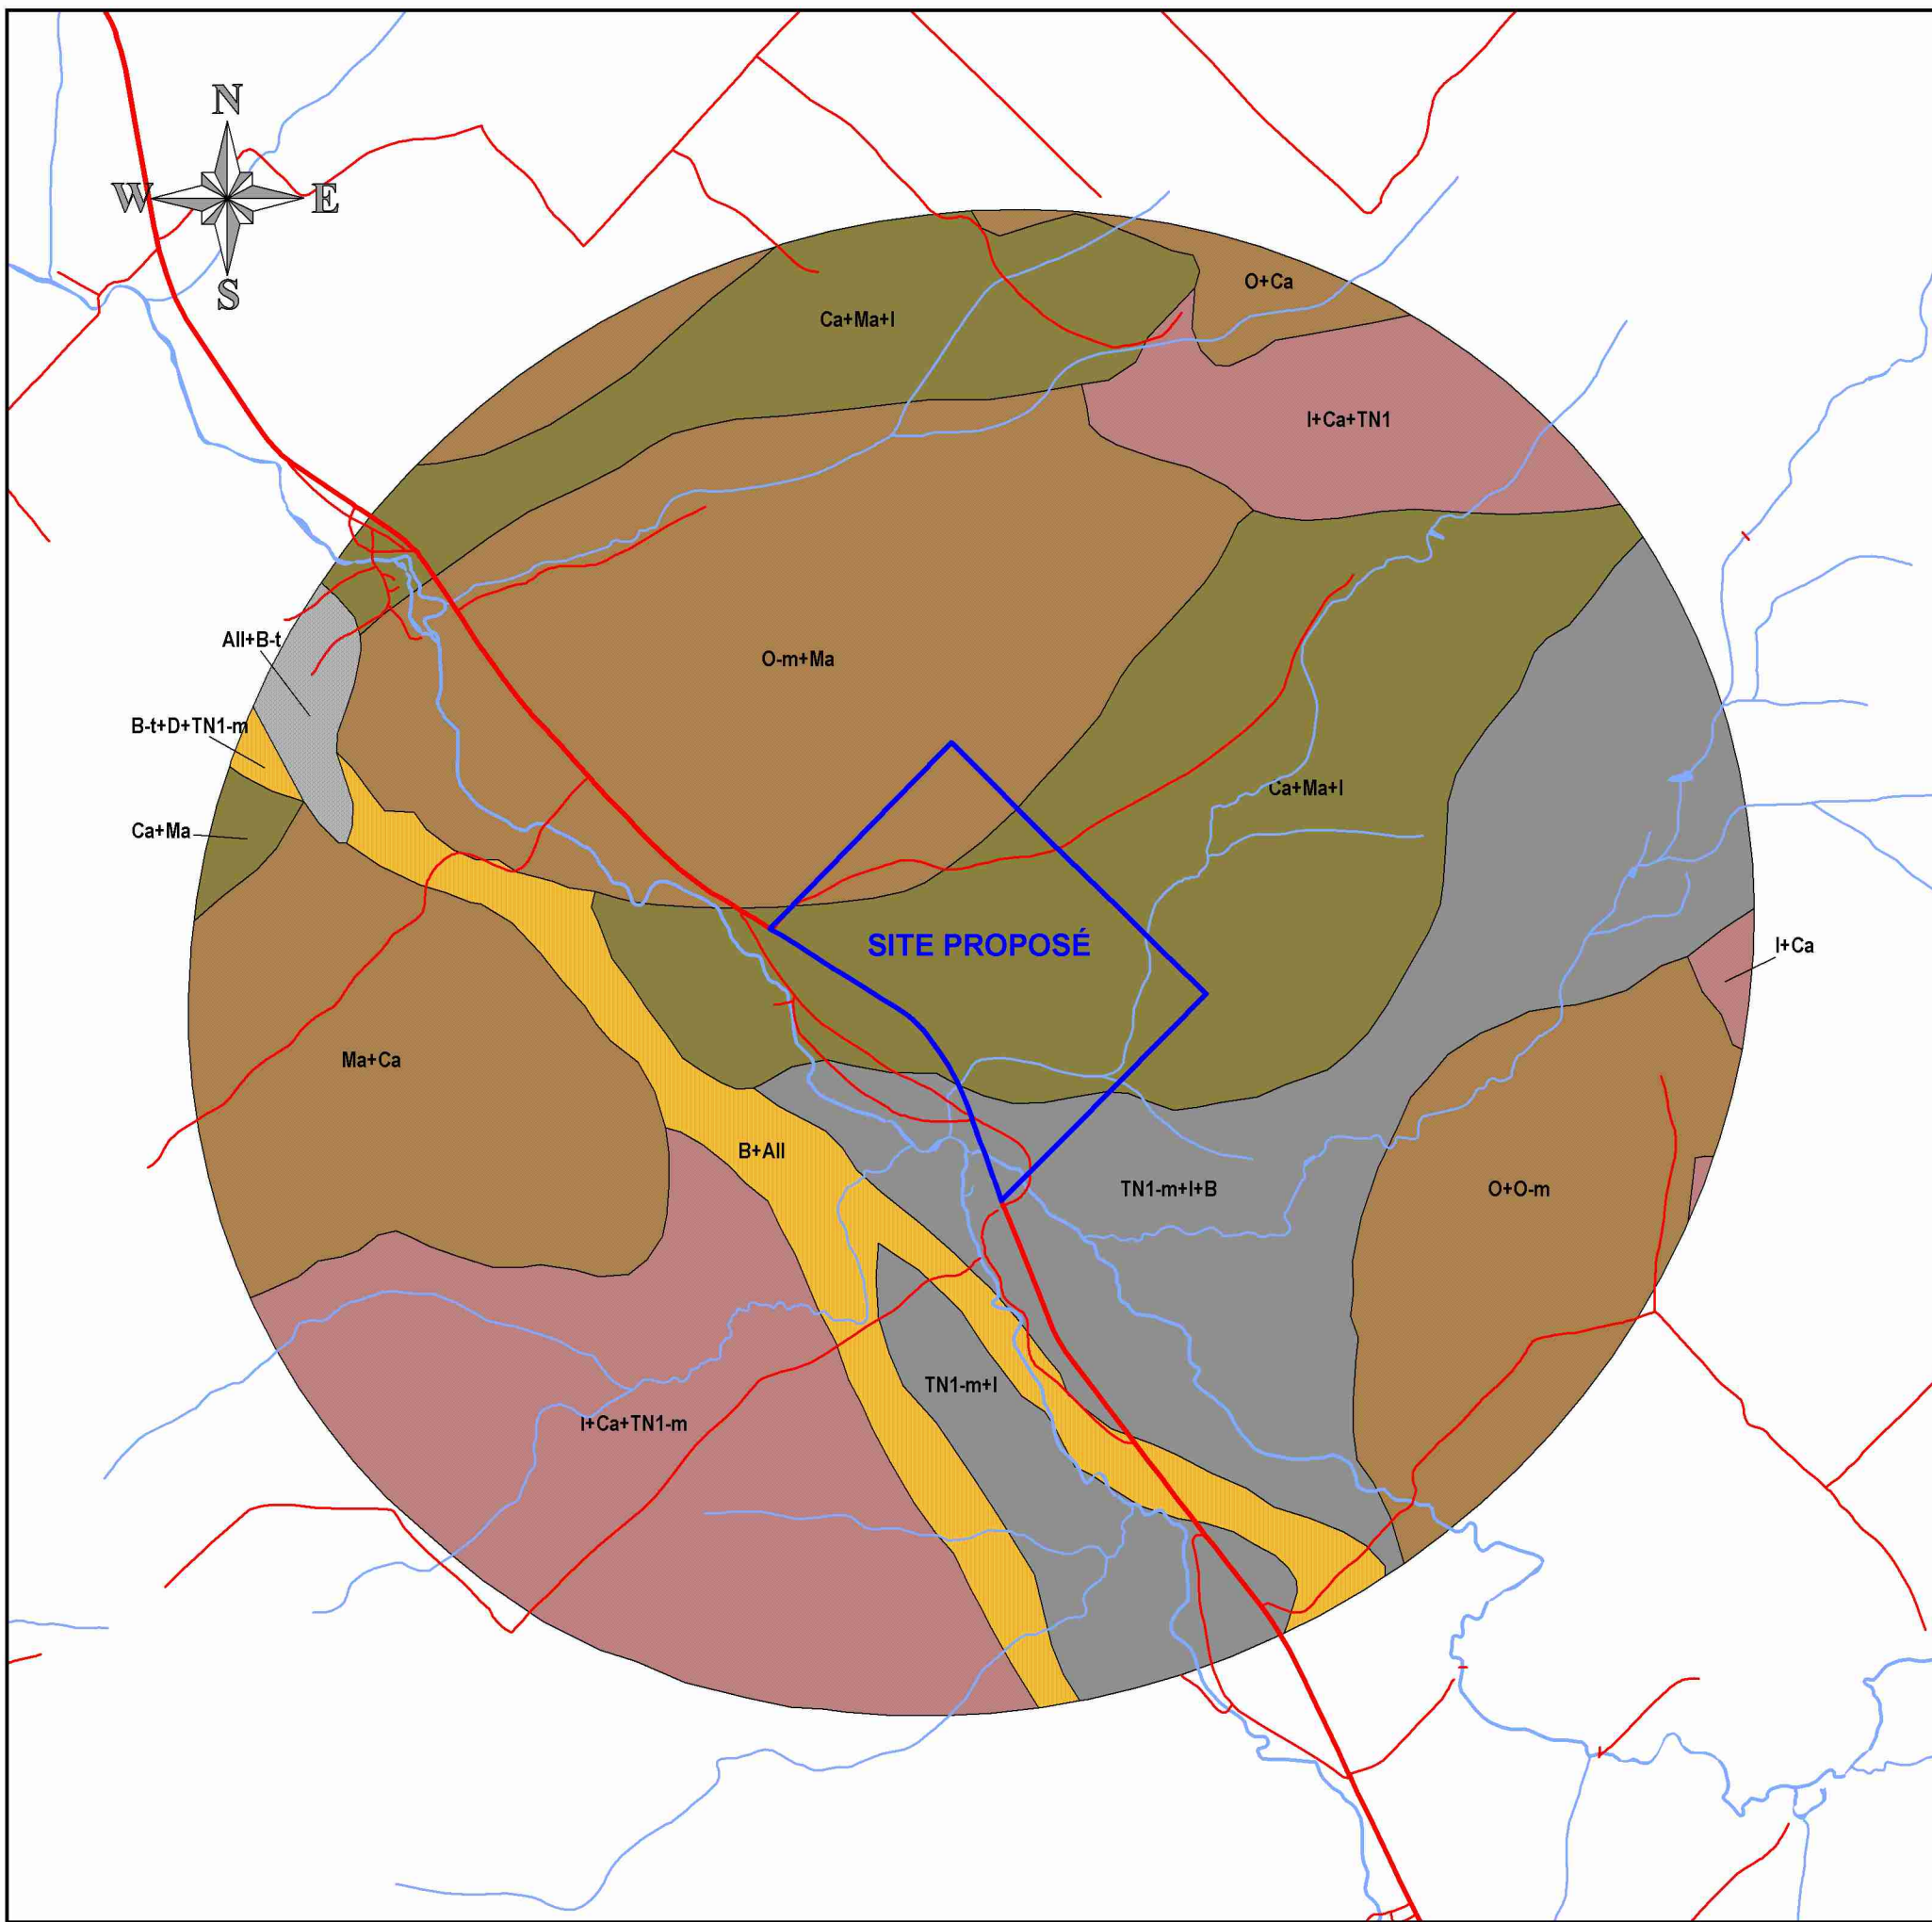 N
W E
S
O+Ca
Ca+Ma+I
I+Ca+TN1
All+B-t
O-m+Ma
B-t+D+TN1-m
Ca+Ma+I
Ca+Ma
SITE PROPOSÉ
I+Ca
Ma+Ca
B+All
TN1-m+I+B
O+O-m
TN1-m+I
I+Ca+TN1-m